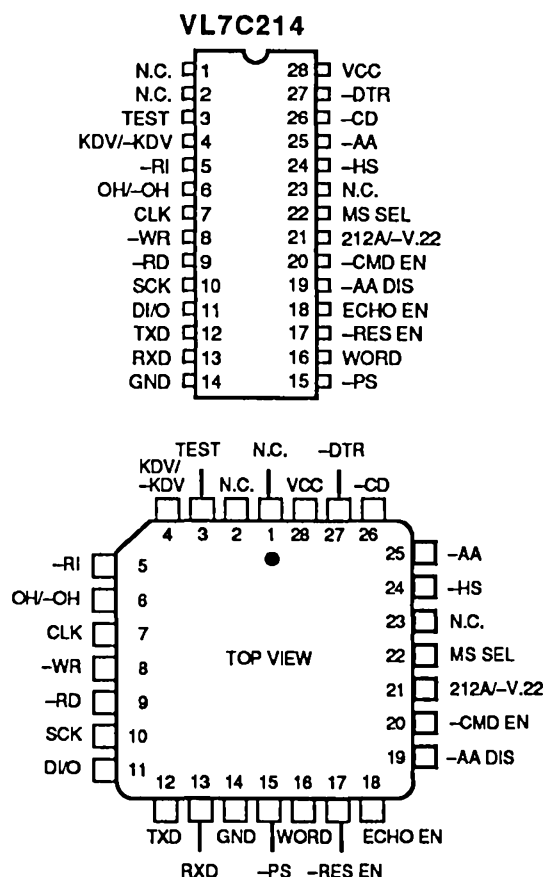 VL7C214
N.C. 1 28 VCC
N.C. 2 27 –DTR
TEST 3 26 –CD
KDV/–KDV 4 25 –AA
–RI 5 24 –HS
OH/–OH 6 23 N.C.
CLK 7 22 MS SEL
–WR 8 21 212A/–V.22
–RD 9 20 –CMD EN
SCK 10 19 –AA DIS
DI/O 11 18 ECHO EN
TXD 12 17 –RES EN
RXD 13 16 WORD
GND 14 15 –PS
TEST N.C. –DTR
KDV/
–KDV N.C. VCC –CD
4 3 2 1 28 27 26
–RI 5 25 –AA
OH/–OH 6 24 –HS
CLK 7 23 N.C.
TOP VIEW
–WR 8 22 MS SEL
–RD 9 21 212A/–V.22
SCK 10 20 –CMD EN
DI/O 11 19 –AA DIS
12 13 14 15 16 17 18
TXD GND WORD ECHO EN
RXD –PS –RES EN